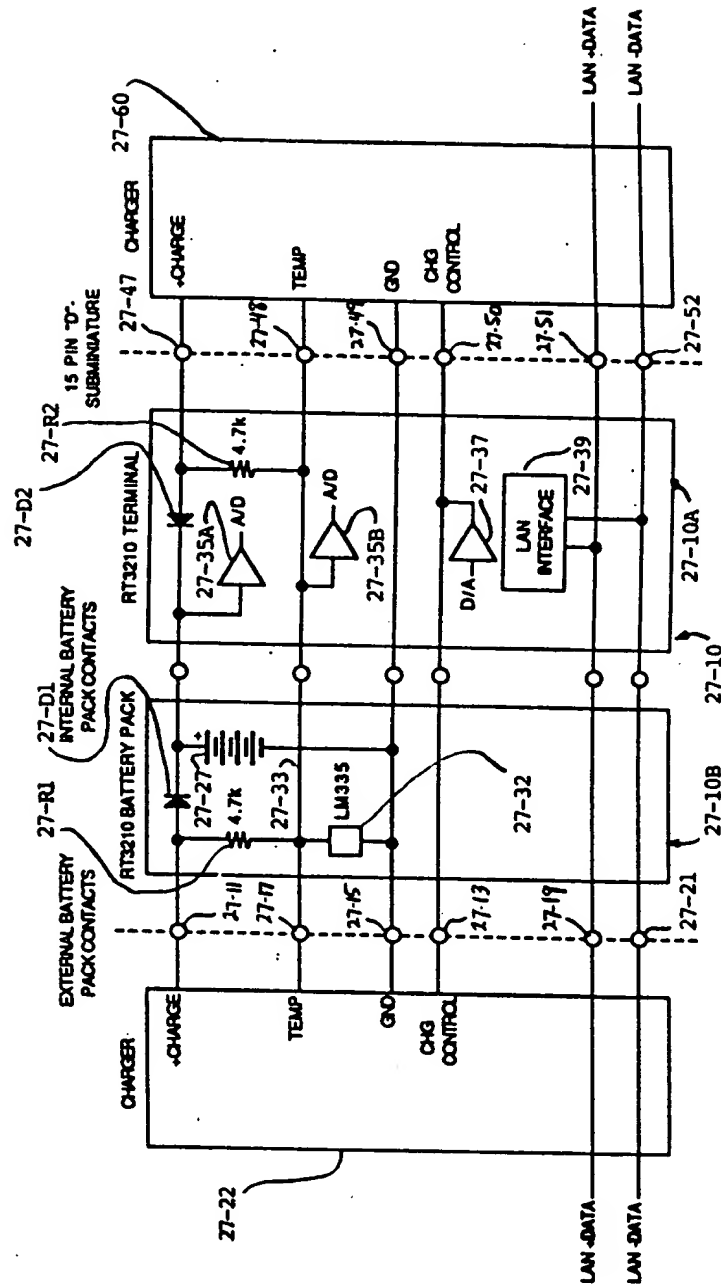 27-60
CHARGER
+CHARGE
TEMP
GND
CHG
CONTROL
LAN +DATA
LAN -DATA
27-47
15 PIN "D"-
SUBMINIATURE
27-48
27-49
27-50
27-51
27-52
27-R2
27-D2
RT3210 TERMINAL
4.7k
A/D
27-35A
A/D
27-35B
D/A
27-37
27-39
LAN
INTERFACE
27-10A
27-10
27-D1
INTERNAL BATTERY
PACK CONTACTS
27-R1
RT3210 BATTERY PACK
+
27-27
4.7k
27-33
LM335
27-32
27-10B
EXTERNAL BATTERY
PACK CONTACTS
27-11
27-17
27-15
27-13
27-19
27-21
CHARGER
+CHARGE
TEMP
GND
CHG
CONTROL
27-22
LAN +DATA
LAN -DATA